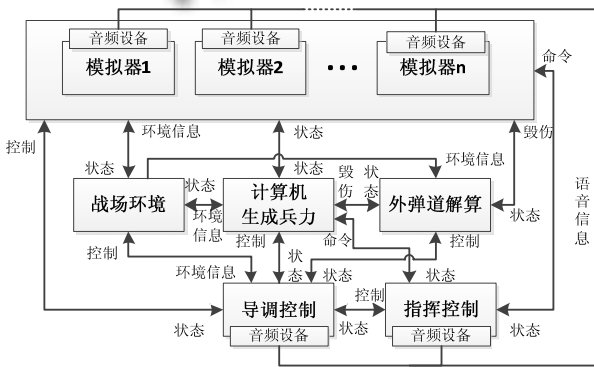 音频设备
模拟器1
音频设备
模拟器2
•••
音频设备
模拟器n
命令
控制
环境信息
状态
毁伤
状态
状态
毁伤
状态
环境信息
语音信息
战场环境
状态
环境信息
计算机
生成兵力
外弹道解算
状态
控制
控制
命令
控制
环境信息
状态
状态
状态
控制
导调控制
指挥控制
状态
状态
状态
音频设备
音频设备